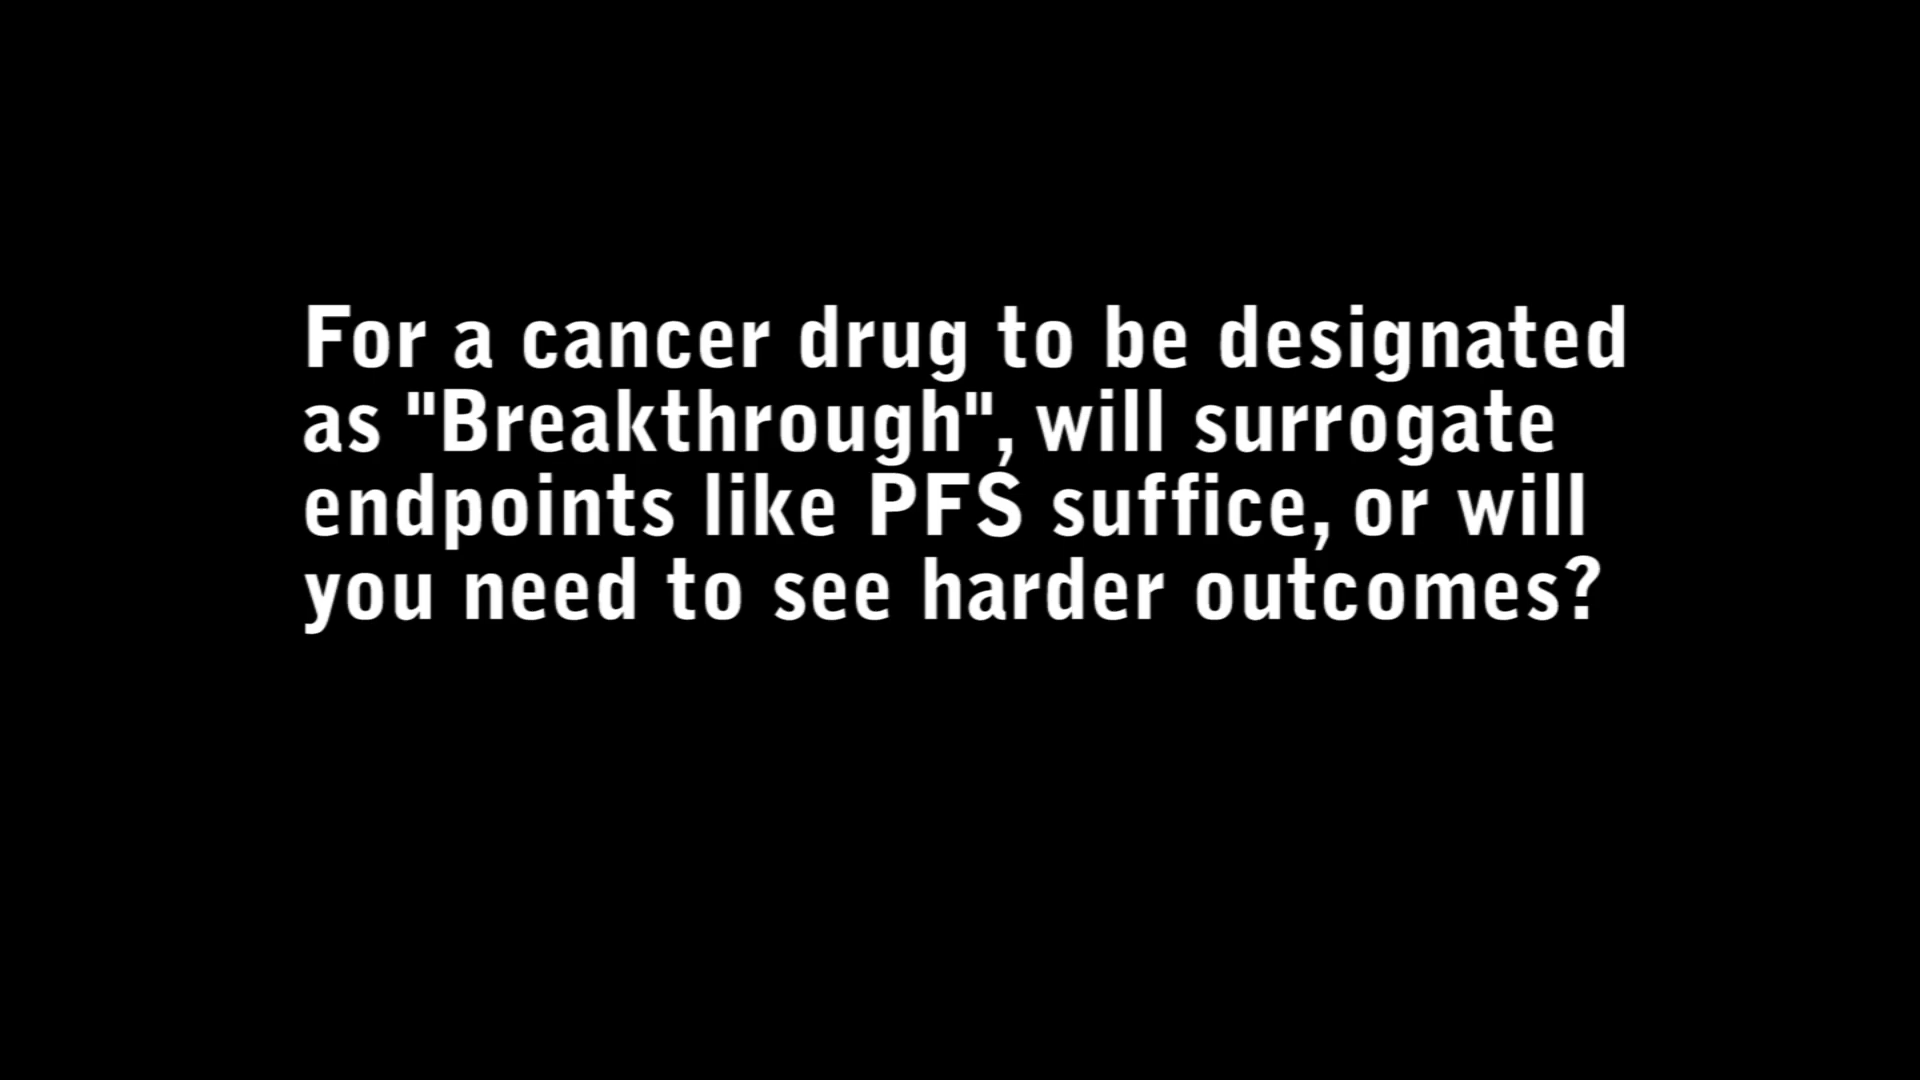 For a cancer drug to be designated
as "Breakthrough", will surrogate
endpoints like PFS suffice, or will
you need to see harder outcomes?